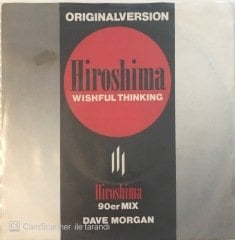 ORIGINALVERSION
Hiroshima
WISHFUL THINKING
Hiroshima
90er MIX
DAVE MORGAN
CamScanner ile tarandı